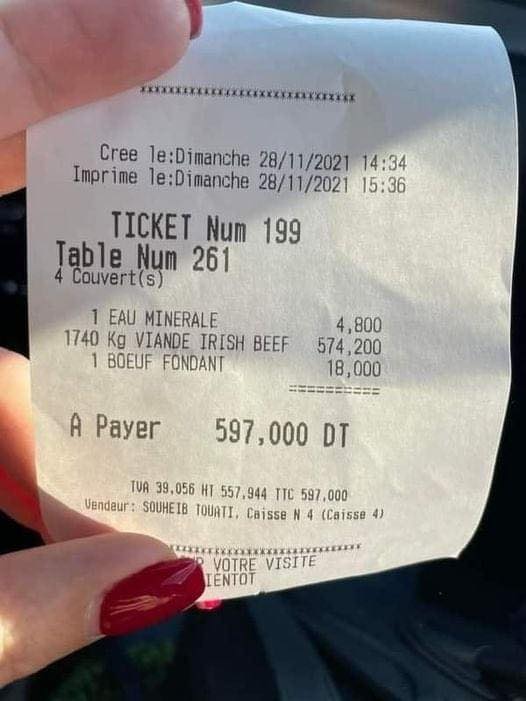 xxxxxxxxxxxxxxxxxxxxxxxxxxxxxx
Cree le:Dimanche 28/11/2021 14:34
Imprime le:Dimanche 28/11/2021 15:36
TICKET Num 199
Table Num 261
4 Couvert(s)
1 EAU MINERALE 4,800
1740 Kg VIANDE IRISH BEEF 574,200
1 BOEUF FONDANT 18,000
==========
A Payer 597,000 DT
TVA 39,056 HT 557,944 TTC 597,000
Vendeur: SOUHEIB TOUATI, Caisse N 4 (Caisse 4)
xxxxxxxxxxxxxxxxxxxxxxxxxx
VOTRE VISITE
IENTOT